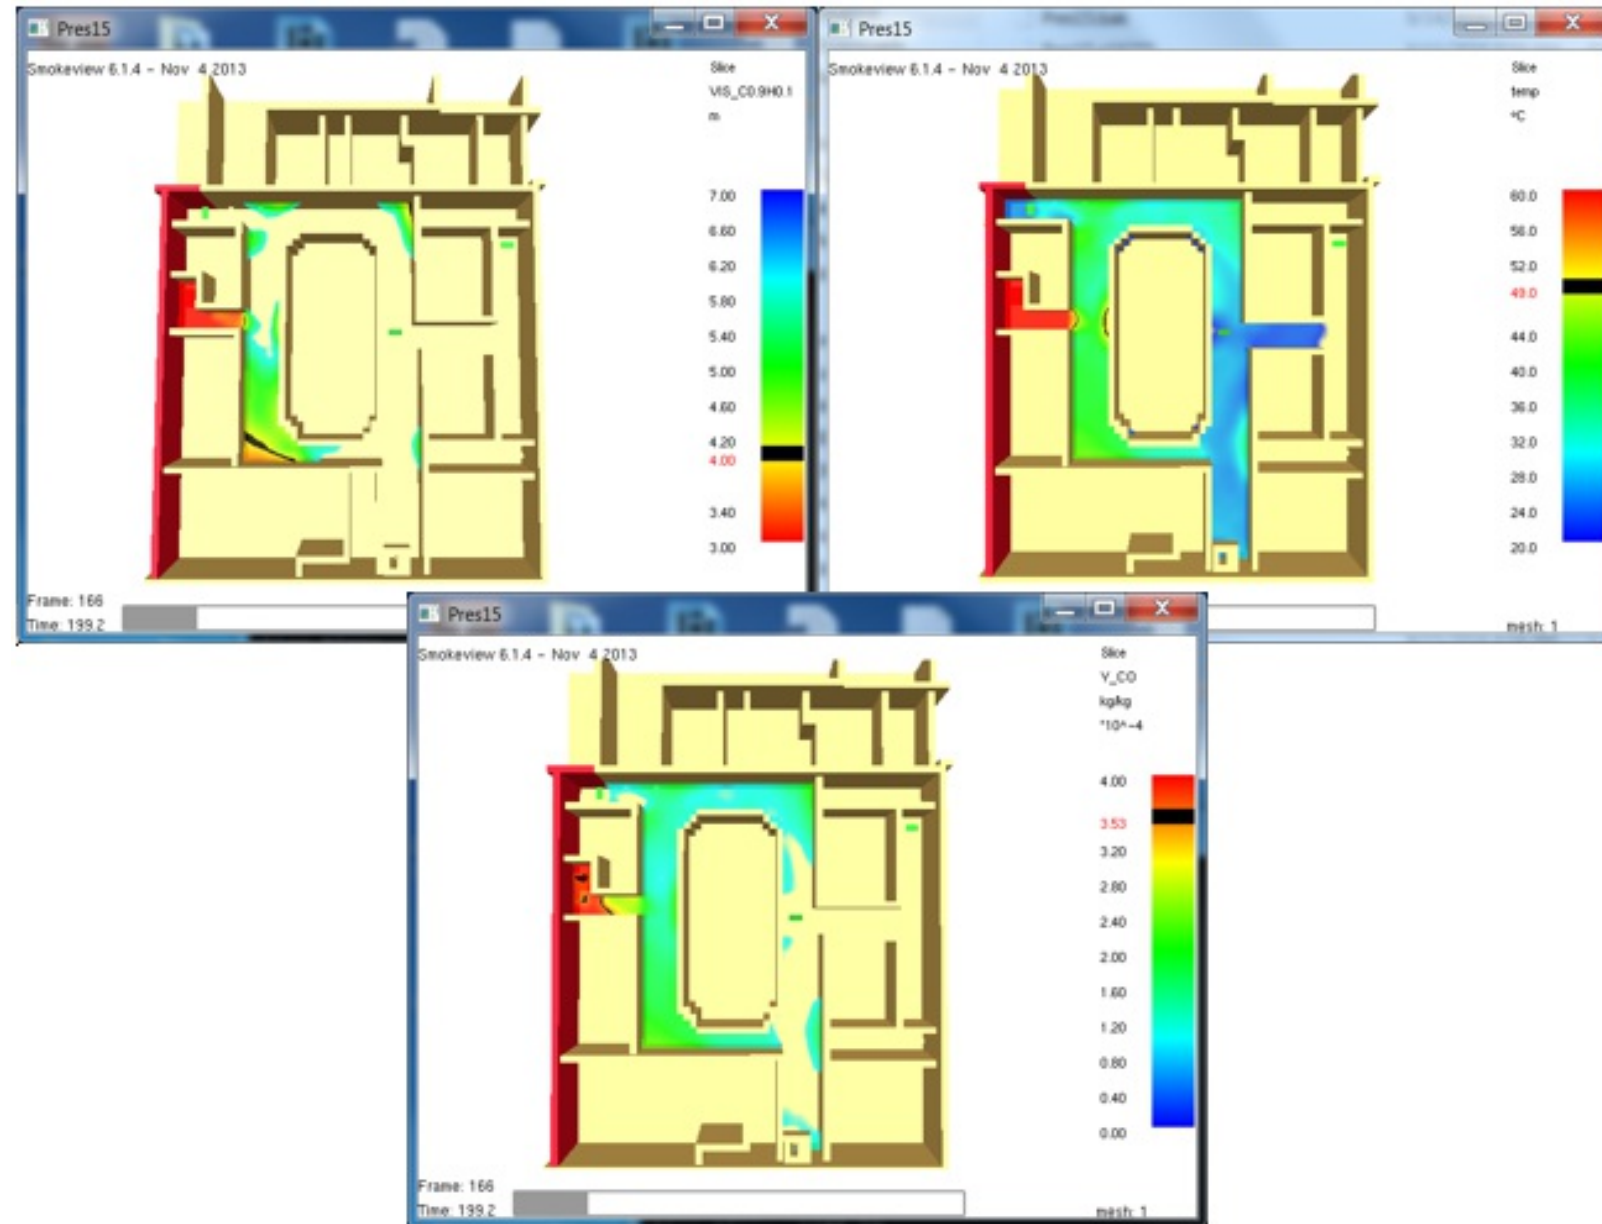 Pres15
Smokeview 6.1.4 - Nov 4 2013
Slice
VIS_C0.9H0.1
m
7.00
6.60
6.20
5.80
5.40
5.00
4.60
4.20
4.00
3.40
3.00
Frame: 166
Time: 199.2
Pres15
Smokeview 6.1.4 - Nov 4 2013
Slice
temp
°C
60.0
56.0
52.0
49.0
44.0
40.0
36.0
32.0
28.0
24.0
20.0
mesh: 1
Pres15
Smokeview 6.1.4 - Nov 4 2013
Slice
V_CO
kg/kg
*10^-4
4.00
3.53
3.20
2.80
2.40
2.00
1.60
1.20
0.80
0.40
0.00
Frame: 166
Time: 199.2
mesh: 1